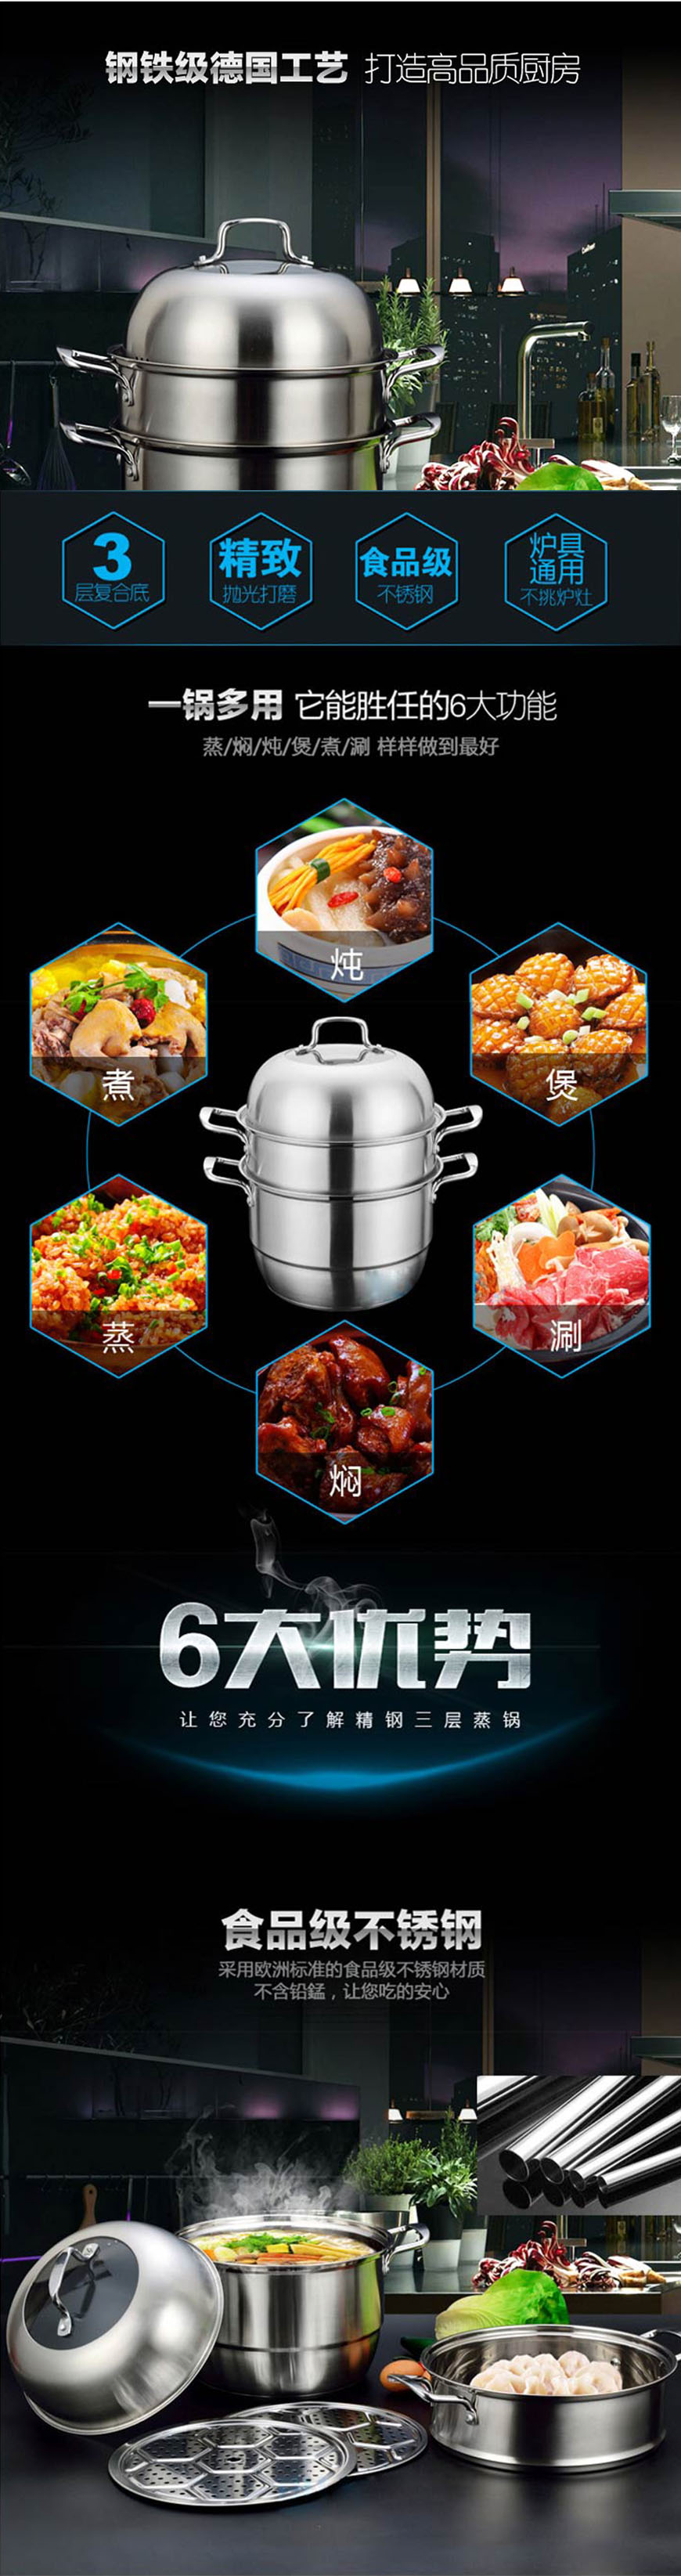 钢铁级德国工艺 打造高品质厨房
3
层复合底
精致
抛光打磨
食品级
不锈钢
炉具
通用
不挑炉灶
一锅多用 它能胜任的6大功能
蒸/焖/炖/煲/煮/涮 样样做到最好
炖
煮
煲
蒸
涮
焖
6大优势
让您充分了解精钢三层蒸锅
食品级不锈钢
采用欧洲标准的食品级不锈钢材质
不含铅锰，让您吃的安心